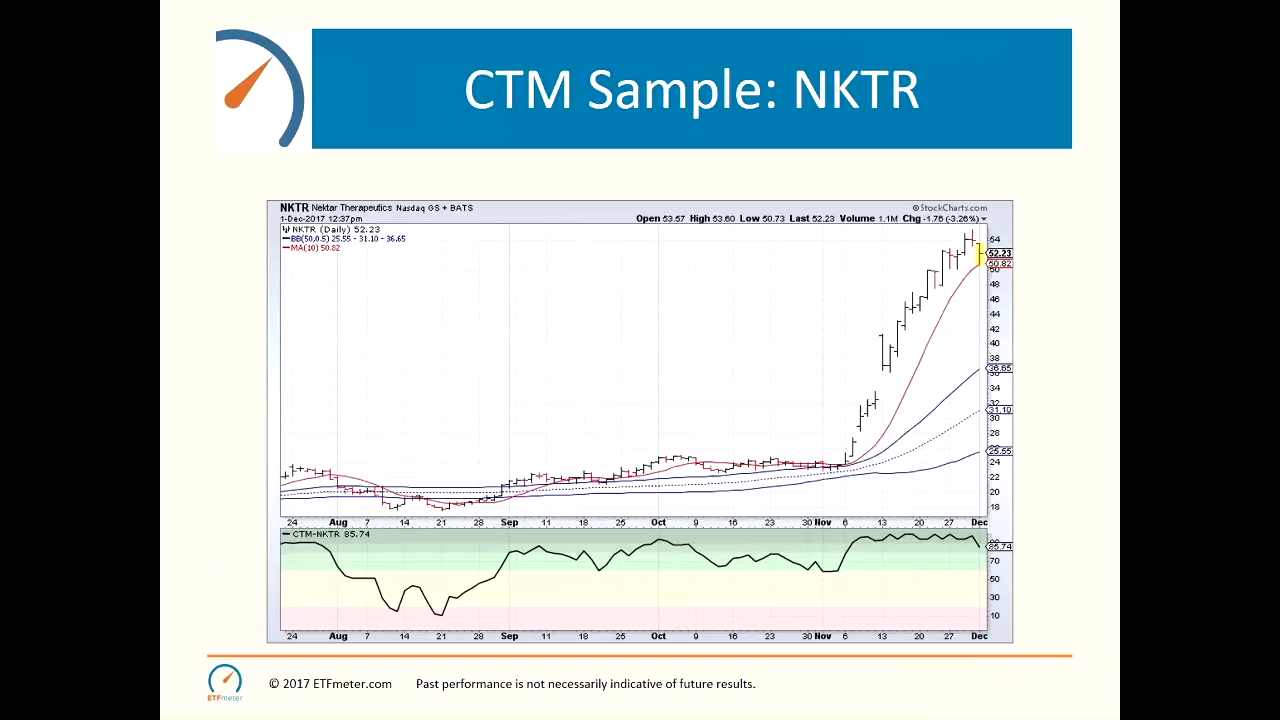 CTM Sample: NKTR
NKTR Nektar Therapeutics Nasdaq GS + BATS
© StockCharts.com
1-Dec-2017 12:37pm
Open 53.57 High 53.60 Low 50.73 Last 52.23 Volume 1.1M Chg -1.76 (-3.26%)
NKTR (Daily) 52.23
BB(50,0.5) 25.55 - 31.10 - 36.65
MA(10) 50.82
54
52.23
50.82
50
48
46
44
42
40
38
36.65
34
32
31.10
30
28
25.55
24
22
20
18
24 Aug 7 14 21 28 Sep 11 18 25 Oct 9 16 23 30 Nov 6 13 20 27 Dec
CTM-NKTR 85.74
85.74
70
50
30
10
24 Aug 7 14 21 28 Sep 11 18 25 Oct 9 16 23 30 Nov 6 13 20 27 Dec
ETFmeter
© 2017 ETFmeter.com Past performance is not necessarily indicative of future results.